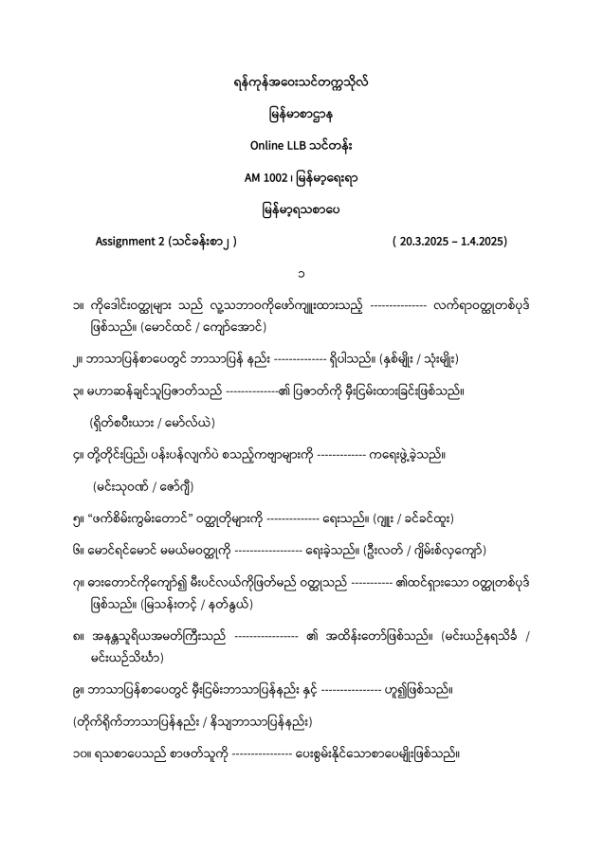 ရန်ကုန်အဝေးသင်တက္ကသိုလ်
မြန်မာစာဌာန
Online LLB သင်တန်း
AM 1002 ၊ မြန်မာ့ရေးရာ
မြန်မာ့ရသစာပေ
Assignment 2 (သင်ခန်းစာ၂ ) ( 20.3.2025 – 1.4.2025)
၁
၁။ ကိုဒေါင်းဝတ္ထုများ သည် လူ့သဘာဝကိုဖော်ကျူးထားသည့် --------------- လက်ရာဝတ္ထုတစ်ပုဒ်
ဖြစ်သည်။ (မောင်ထင် / ကျော်အောင်)
၂။ ဘာသာပြန်စာပေတွင် ဘာသာပြန် နည်း -------------- ရှိပါသည်။ (နှစ်မျိုး / သုံးမျိုး)
၃။ မဟာဆန်ချင်သူပြဇာတ်သည် --------------၏ ပြဇာတ်ကို မှီးငြမ်းထားခြင်းဖြစ်သည်။
(ရှိတ်စပီးယား / မော်လ်ယဲ)
၄။ တို့တိုင်းပြည်၊ ပန်းပန်လျက်ပဲ စသည့်ကဗျာများကို ------------- ကရေးဖွဲ့ခဲ့သည်။
(မင်းသုဝဏ် / ဇော်ဂျီ)
၅။ “ဖက်စိမ်းကွမ်းတောင်” ဝတ္ထုတိုများကို -------------- ရေးသည်။ (ဂျူး / ခင်ခင်ထူး)
၆။ မောင်ရင်မောင် မမယ်မဝတ္ထုကို ------------------ ရေးခဲ့သည်။ (ဦးလတ် / ဂျိမ်းစ်လှကျော်)
၇။ ဓားတောင်ကိုကျော်၍ မီးပင်လယ်ကိုဖြတ်မည် ဝတ္ထုသည် ----------- ၏ထင်ရှားသော ဝတ္ထုတစ်ပုဒ်
ဖြစ်သည်။ (မြသန်းတင့် / နတ်နွယ်)
၈။ အနန္တသူရိယအမတ်ကြီးသည် ----------------- ၏ အထိန်းတော်ဖြစ်သည်။ (မင်းယဉ်နရသိင်္ခ /
မင်းယဉ်သိင်္ဃာ)
၉။ ဘာသာပြန်စာပေတွင် မှီးငြမ်းဘာသာပြန်နည်း နှင့် ---------------- ဟူ၍ဖြစ်သည်။
(တိုက်ရိုက်ဘာသာပြန်နည်း / နိဿျဘာသာပြန်နည်း)
၁၀။ ရသစာပေသည် စာဖတ်သူကို ---------------- ပေးစွမ်းနိုင်သောစာပေမျိုးဖြစ်သည်။